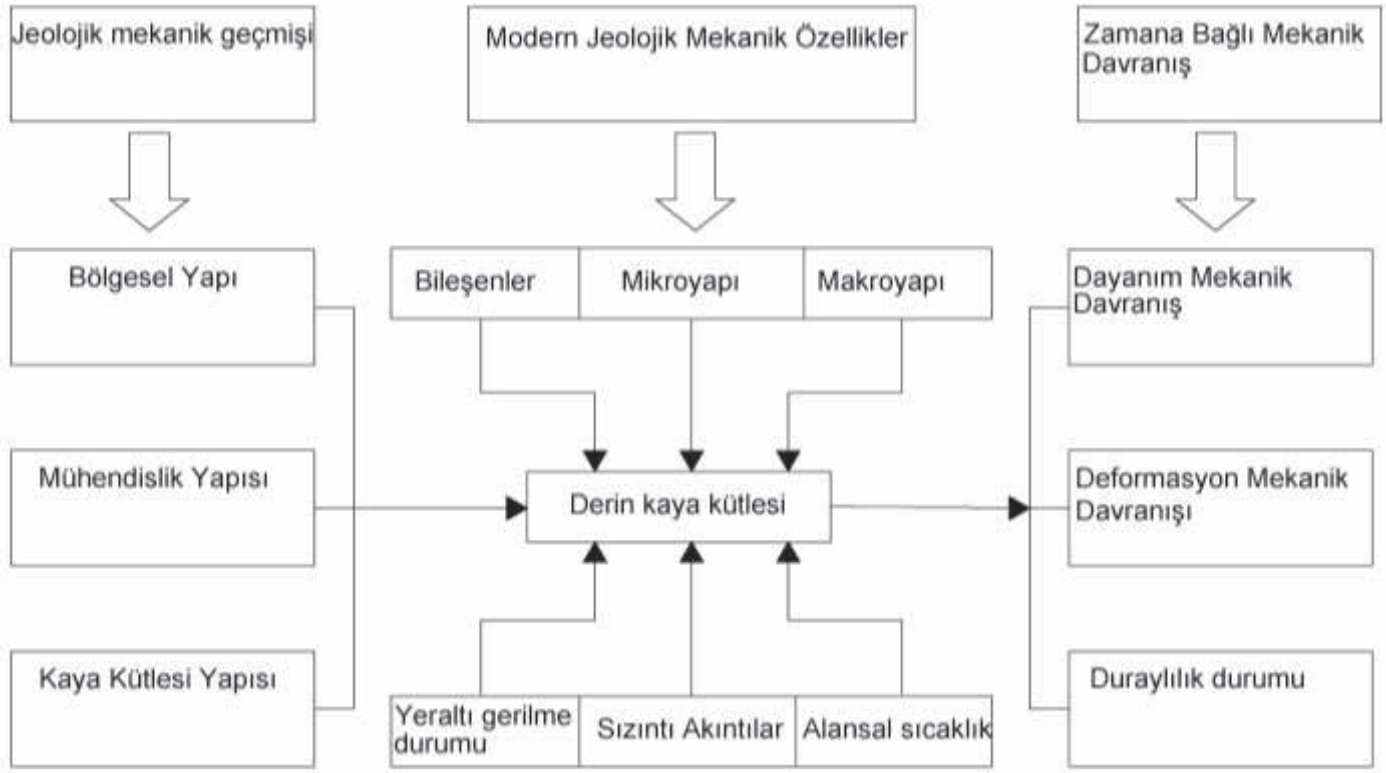 Jeolojik mekanik geçmişi
Modern Jeolojik Mekanik Özellikler
Zamana Bağlı Mekanik
Davranış
Bölgesel Yapı
Bileşenler
Mikroyapı
Makroyapı
Dayanım Mekanik
Davranış
Mühendislik Yapısı
Derin kaya kütlesi
Deformasyon Mekanik
Davranışı
Kaya Kütlesi Yapısı
Yeraltı gerilme
durumu
Sızıntı Akıntılar
Alansal sıcaklık
Duraylılık durumu